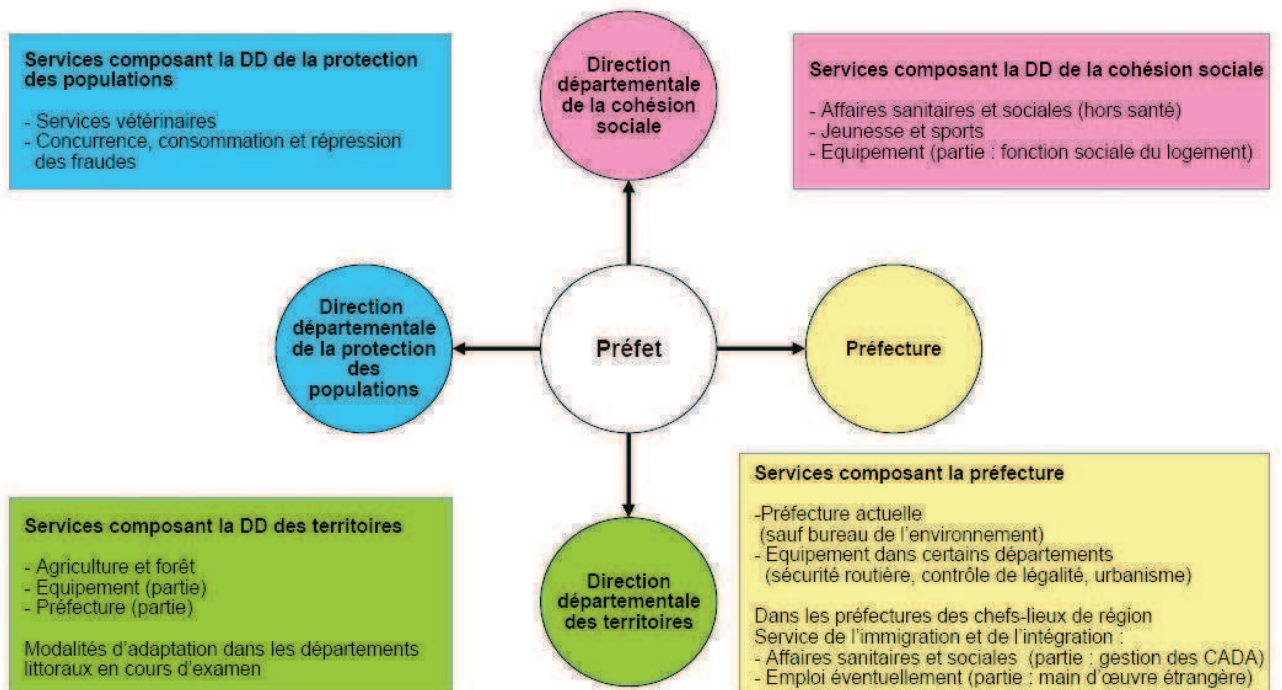 Services composant la DD de la protection
des populations
- Services vétérinaires
- Concurrence, consommation et répression
des fraudes
Direction
départementale
de la cohésion
sociale
Services composant la DD de la cohésion sociale
- Affaires sanitaires et sociales (hors santé)
- Jeunesse et sports
- Equipement (partie : fonction sociale du logement)
Direction
départementale
de la protection
des
populations
Préfet
Préfecture
Services composant la DD des territoires
- Agriculture et forêt
- Equipement (partie)
- Préfecture (partie)
Modalités d'adaptation dans les départements
littoraux en cours d'examen
Direction
départementale
des territoires
Services composant la préfecture
-Préfecture actuelle
(sauf bureau de l'environnement)
- Equipement dans certains départements
(sécurité routière, contrôle de légalité, urbanisme)
Dans les préfectures des chefs-lieux de région
Service de l'immigration et de l'intégration :
- Affaires sanitaires et sociales (partie : gestion des CADA)
- Emploi éventuellement (partie : main d'œuvre étrangère)